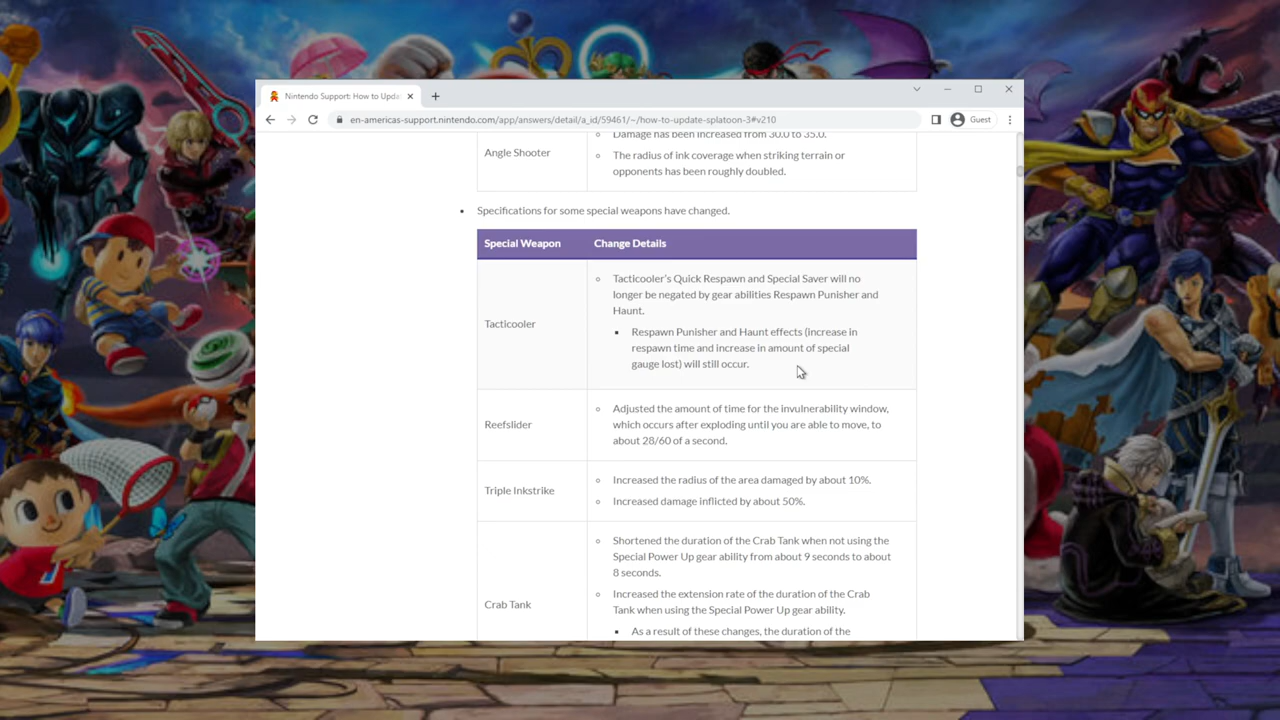 Nintendo Support: How to Upda
en-americas-support.nintendo.com/app/answers/detail/a_id/59461/~/how-to-update-splatoon-3#v210
Guest
Damage has been increased from 30.0 to 35.0.
Angle Shooter
The radius of ink coverage when striking terrain or
opponents has been roughly doubled.
Specifications for some special weapons have changed.
Special Weapon Change Details
Tacticooler's Quick Respawn and Special Saver will no
longer be negated by gear abilities Respawn Punisher and
Haunt.
Tacticooler
Respawn Punisher and Haunt effects (increase in
respawn time and increase in amount of special
gauge lost) will still occur.
Adjusted the amount of time for the invulnerability window,
Reefslider
which occurs after exploding until you are able to move, to
about 28/60 of a second.
Increased the radius of the area damaged by about 10%.
Triple Inkstrike
Increased damage inflicted by about 50%.
Shortened the duration of the Crab Tank when not using the
Special Power Up gear ability from about 9 seconds to about
8 seconds.
Increased the extension rate of the duration of the Crab
Crab Tank
Tank when using the Special Power Up gear ability.
As a result of these changes, the duration of the